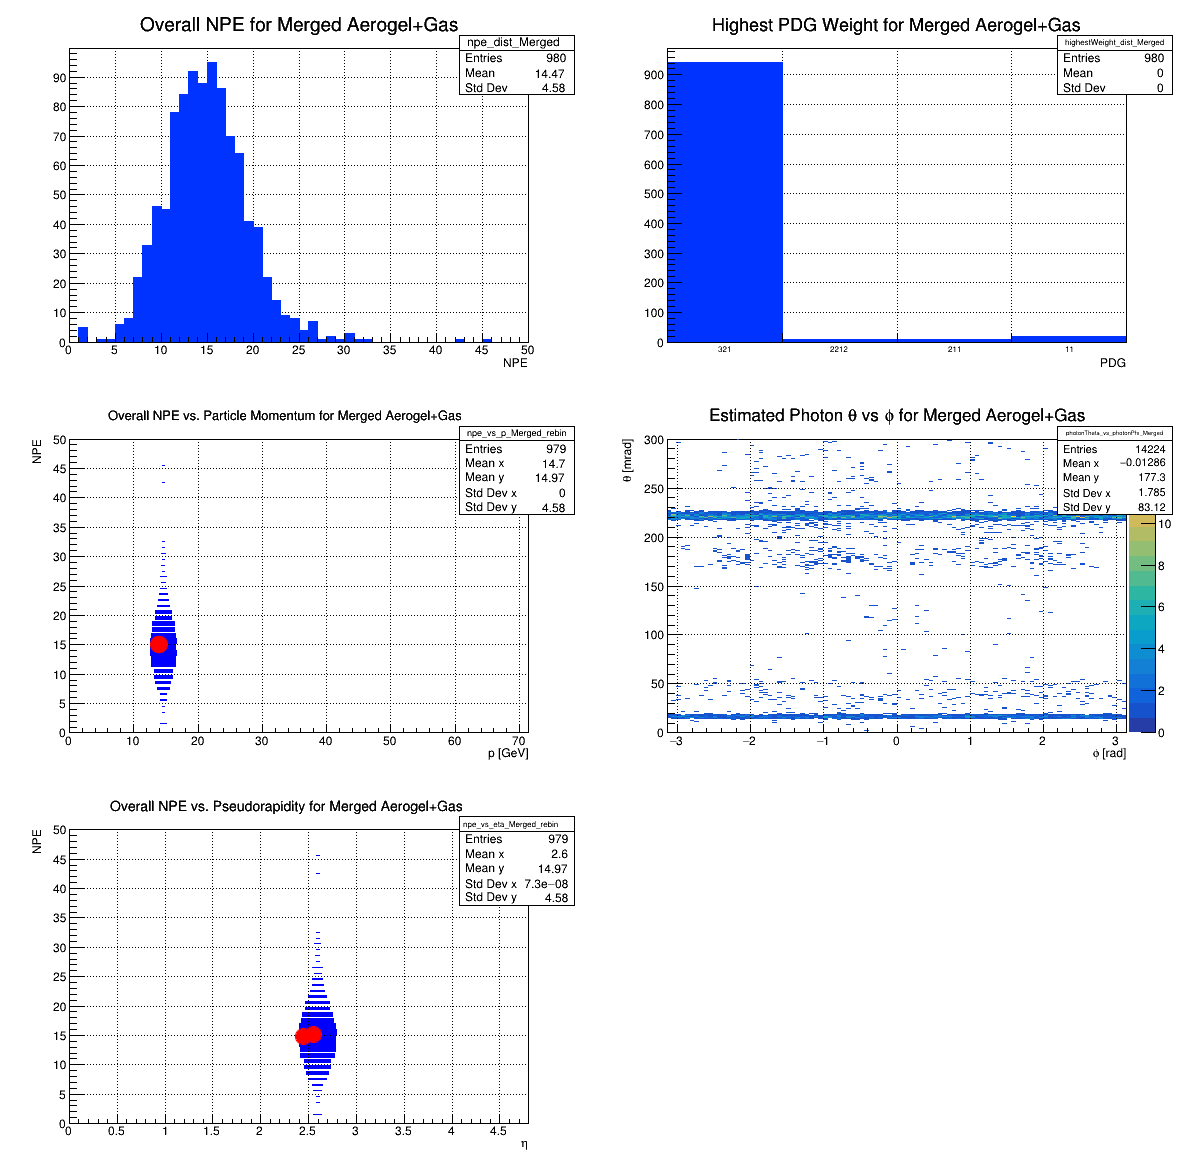 Overall NPE for Merged Aerogel+Gas
npe_dist_Merged
Entries 980
Mean 14.47
Std Dev 4.58
90
80
70
60
50
40
30
20
10
0
0 5 10 15 20 25 30 35 40 45 50
NPE
Highest PDG Weight for Merged Aerogel+Gas
highestWeight_dist_Merged
Entries 980
Mean 0
Std Dev 0
900
800
700
600
500
400
300
200
100
0
321 2212 211 11
PDG
Overall NPE vs. Particle Momentum for Merged Aerogel+Gas
npe_vs_p_Merged_rebin
Entries 979
Mean x 14.7
Mean y 14.97
Std Dev x 0
Std Dev y 4.58
NPE
50
45
40
35
30
25
20
15
10
5
0
0 10 20 30 40 50 60 70
p [GeV]
Estimated Photon θ vs ϕ for Merged Aerogel+Gas
photonTheta_vs_photonPhi_Merged
Entries 14224
Mean x −0.01286
Mean y 177.3
Std Dev x 1.785
Std Dev y 83.12
θ [mrad]
300
250
200
150
100
50
0
−3 −2 −1 0 1 2 3
ϕ [rad]
10
8
6
4
2
0
Overall NPE vs. Pseudorapidity for Merged Aerogel+Gas
npe_vs_eta_Merged_rebin
Entries 979
Mean x 2.6
Mean y 14.97
Std Dev x 7.3e−08
Std Dev y 4.58
NPE
50
45
40
35
30
25
20
15
10
5
0
0 0.5 1 1.5 2 2.5 3 3.5 4 4.5
η